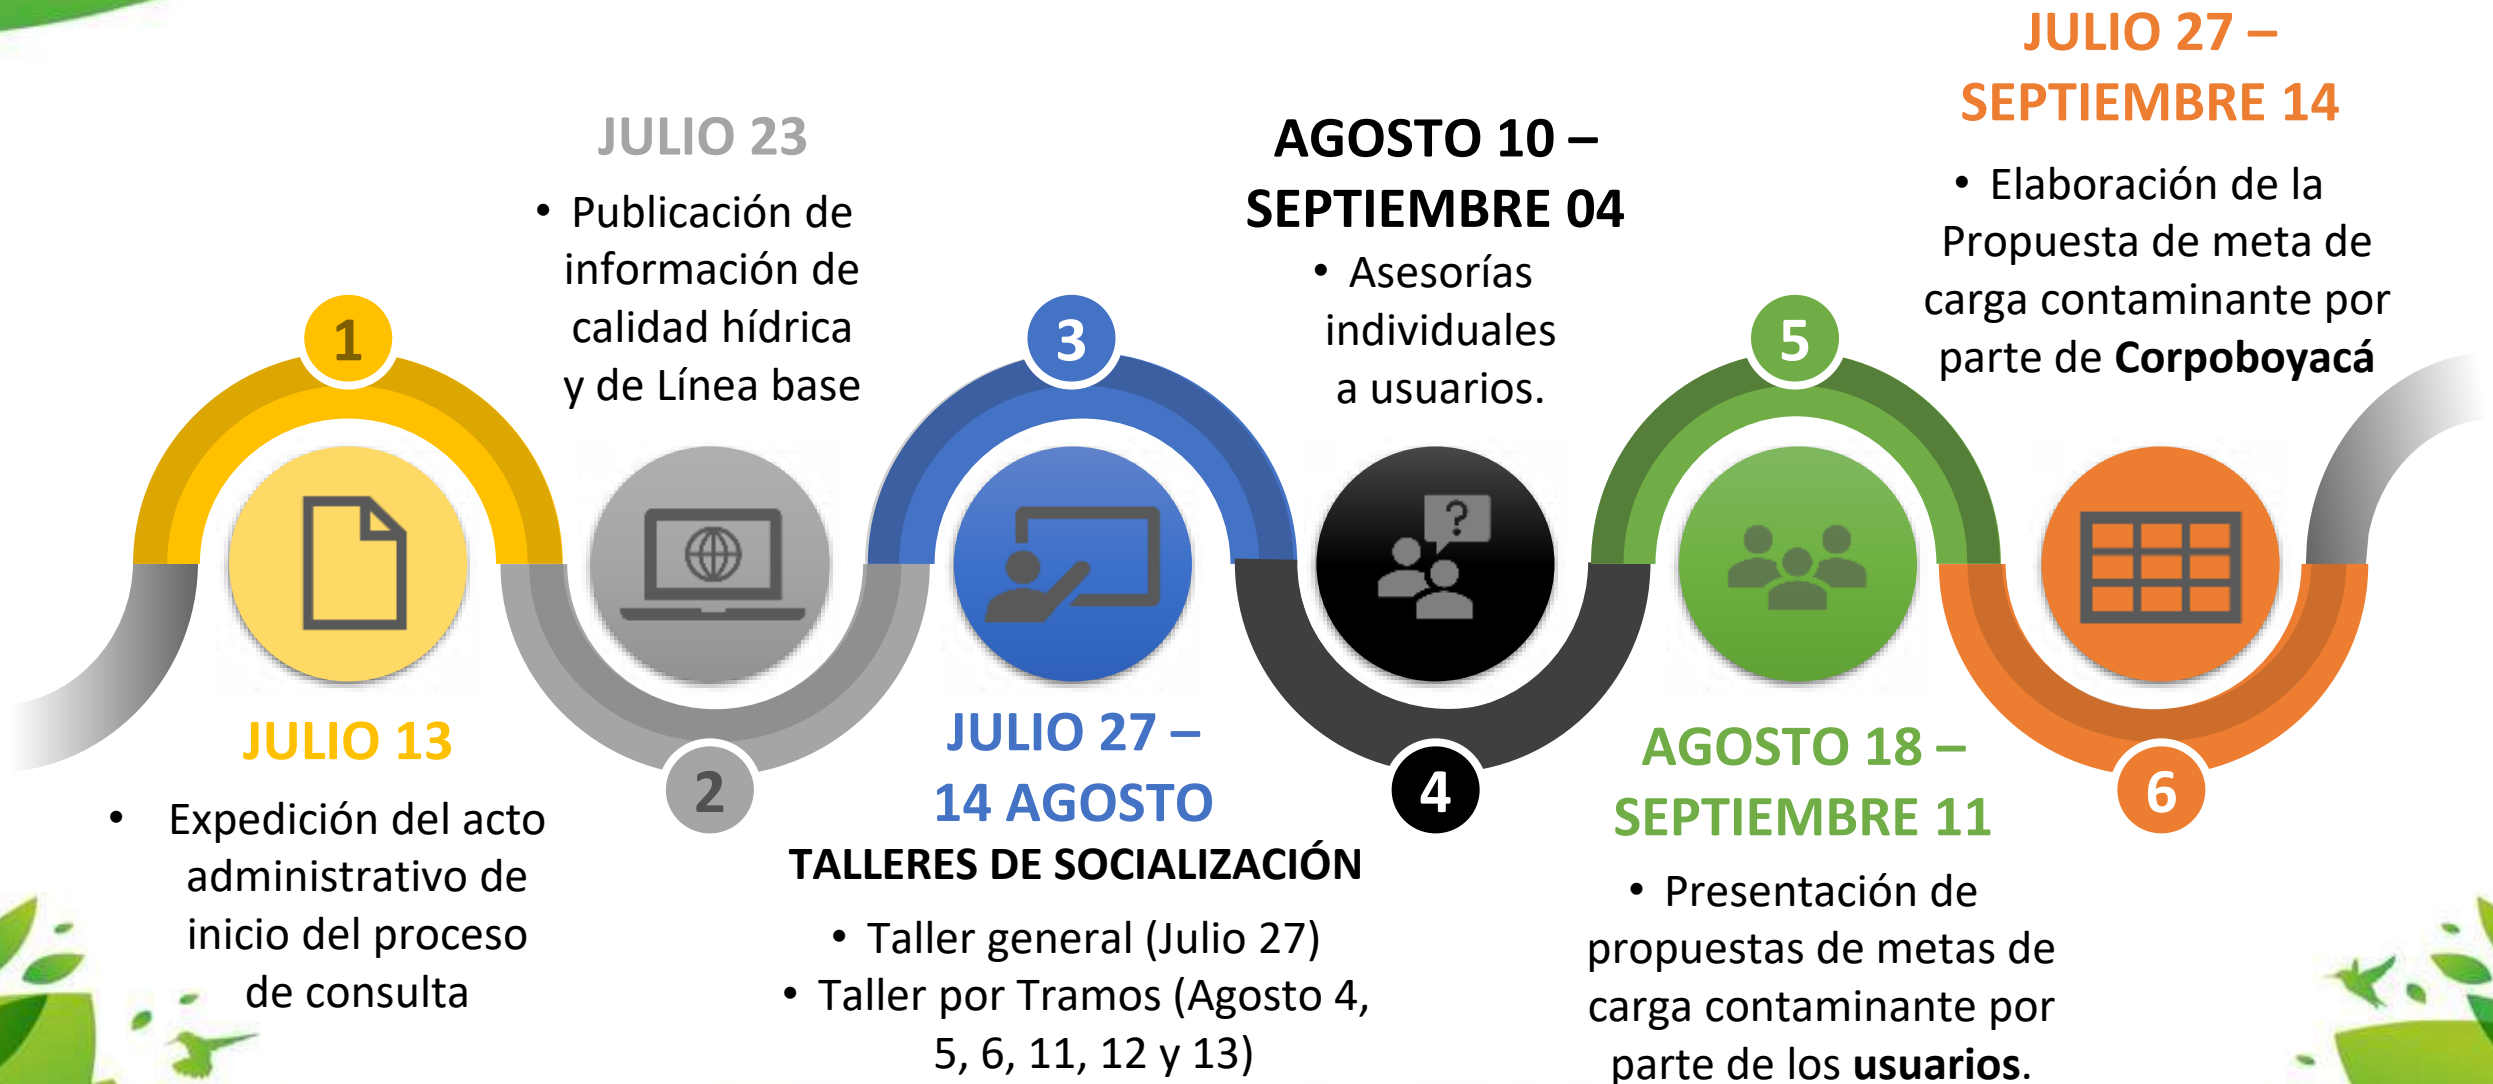 1
JULIO 13
• Expedición del acto
administrativo de
inicio del proceso
de consulta
JULIO 23
• Publicación de
información de
calidad hídrica
y de Línea base
2
3
JULIO 27 –
14 AGOSTO
TALLERES DE SOCIALIZACIÓN
• Taller general (Julio 27)
• Taller por Tramos (Agosto 4,
5, 6, 11, 12 y 13)
AGOSTO 10 –
SEPTIEMBRE 04
• Asesorías
individuales
a usuarios.
?
4
5
AGOSTO 18 –
SEPTIEMBRE 11
• Presentación de
propuestas de metas de
carga contaminante por
parte de los usuarios.
JULIO 27 –
SEPTIEMBRE 14
• Elaboración de la
Propuesta de meta de
carga contaminante por
parte de Corpoboyacá
6